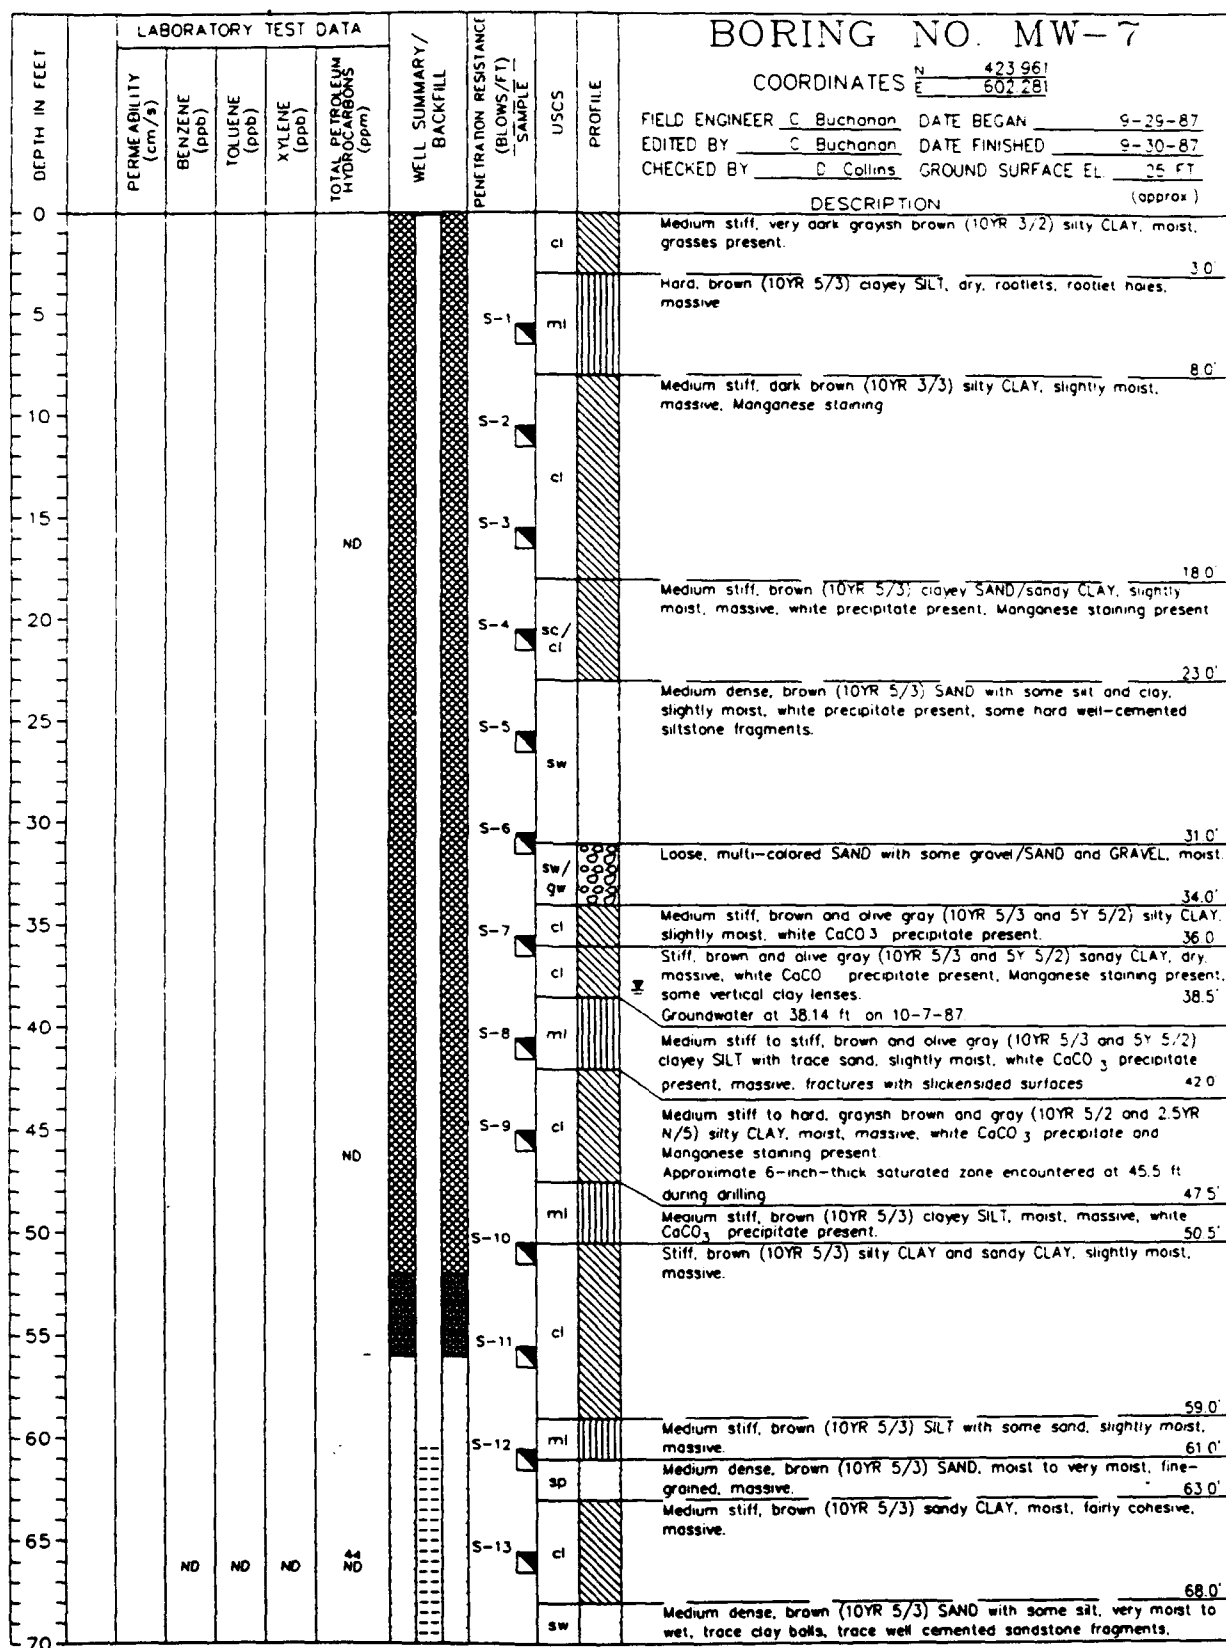 BORING NO. MW-7
COORDINATES N 423 961
E 602 281
FIELD ENGINEER C Buchanan DATE BEGAN 9-29-87
EDITED BY C Buchanan DATE FINISHED 9-30-87
CHECKED BY D Collins GROUND SURFACE EL. 25 FT
(approx)
DEPTH IN FEET
LABORATORY TEST DATA
PERMEABILITY (cm/s)
BENZENE (ppb)
TOLUENE (ppb)
XYLENE (ppb)
TOTAL PETROLEUM HYDROCARBONS (ppm)
WELL SUMMARY/ BACKFILL
PENETRATION RESISTANCE (BLOWS/FT) SAMPLE
USCS
PROFILE
DESCRIPTION
0
cl
Medium stiff, very dark grayish brown (10YR 3/2) silty CLAY, moist,
grasses present.
3.0'
Hard, brown (10YR 5/3) clayey SILT, dry, rootlets, rootlet holes,
massive
5
S-1
ml
8.0'
Medium stiff, dark brown (10YR 3/3) silty CLAY, slightly moist,
massive, Manganese staining
10
S-2
cl
15
S-3
ND
18.0'
Medium stiff, brown (10YR 5/3) clayey SAND/sandy CLAY, slightly
moist, massive, white precipitate present, Manganese staining present
20
S-4
sc/
cl
23.0'
Medium dense, brown (10YR 5/3) SAND with some silt and clay,
slightly moist, white precipitate present, some hard well-cemented
siltstone fragments.
25
S-5
sw
30
S-6
31.0'
Loose, multi-colored SAND with some gravel/SAND and GRAVEL, moist.
sw/
gw
34.0'
Medium stiff, brown and olive gray (10YR 5/3 and 5Y 5/2) silty CLAY,
slightly moist, white CaCO 3 precipitate present. 36.0
35
S-7
cl
Stiff, brown and olive gray (10YR 5/3 and 5Y 5/2) sandy CLAY, dry,
massive, white CaCO precipitate present, Manganese staining present,
some vertical clay lenses. 38.5'
cl
Groundwater at 38.14 ft on 10-7-87
40
S-8
ml
Medium stiff to stiff, brown and olive gray (10YR 5/3 and 5Y 5/2)
clayey SILT with trace sand, slightly moist, white CaCO 3 precipitate
present, massive, fractures with slickensided surfaces 42.0
Medium stiff to hard, grayish brown and gray (10YR 5/2 and 2.5YR
N/5) silty CLAY, moist, massive, white CaCO 3 precipitate and
Manganese staining present.
Approximate 6-inch-thick saturated zone encountered at 45.5 ft
during drilling 47.5'
45
S-9
cl
ND
ml
Medium stiff, brown (10YR 5/3) clayey SILT, moist, massive, white
CaCO3 precipitate present. 50.5'
50
S-10
Stiff, brown (10YR 5/3) silty CLAY and sandy CLAY, slightly moist,
massive.
55
S-11
cl
59.0'
Medium stiff, brown (10YR 5/3) SILT with some sand, slightly moist,
massive. 61.0'
60
S-12
ml
Medium dense, brown (10YR 5/3) SAND, moist to very moist, fine-
grained, massive. 63.0'
sp
Medium stiff, brown (10YR 5/3) sandy CLAY, moist, fairly cohesive,
massive.
65
S-13
cl
ND ND ND 44
ND
68.0'
Medium dense, brown (10YR 5/3) SAND with some silt, very moist to
wet, trace clay balls, trace well cemented sandstone fragments.
sw
70